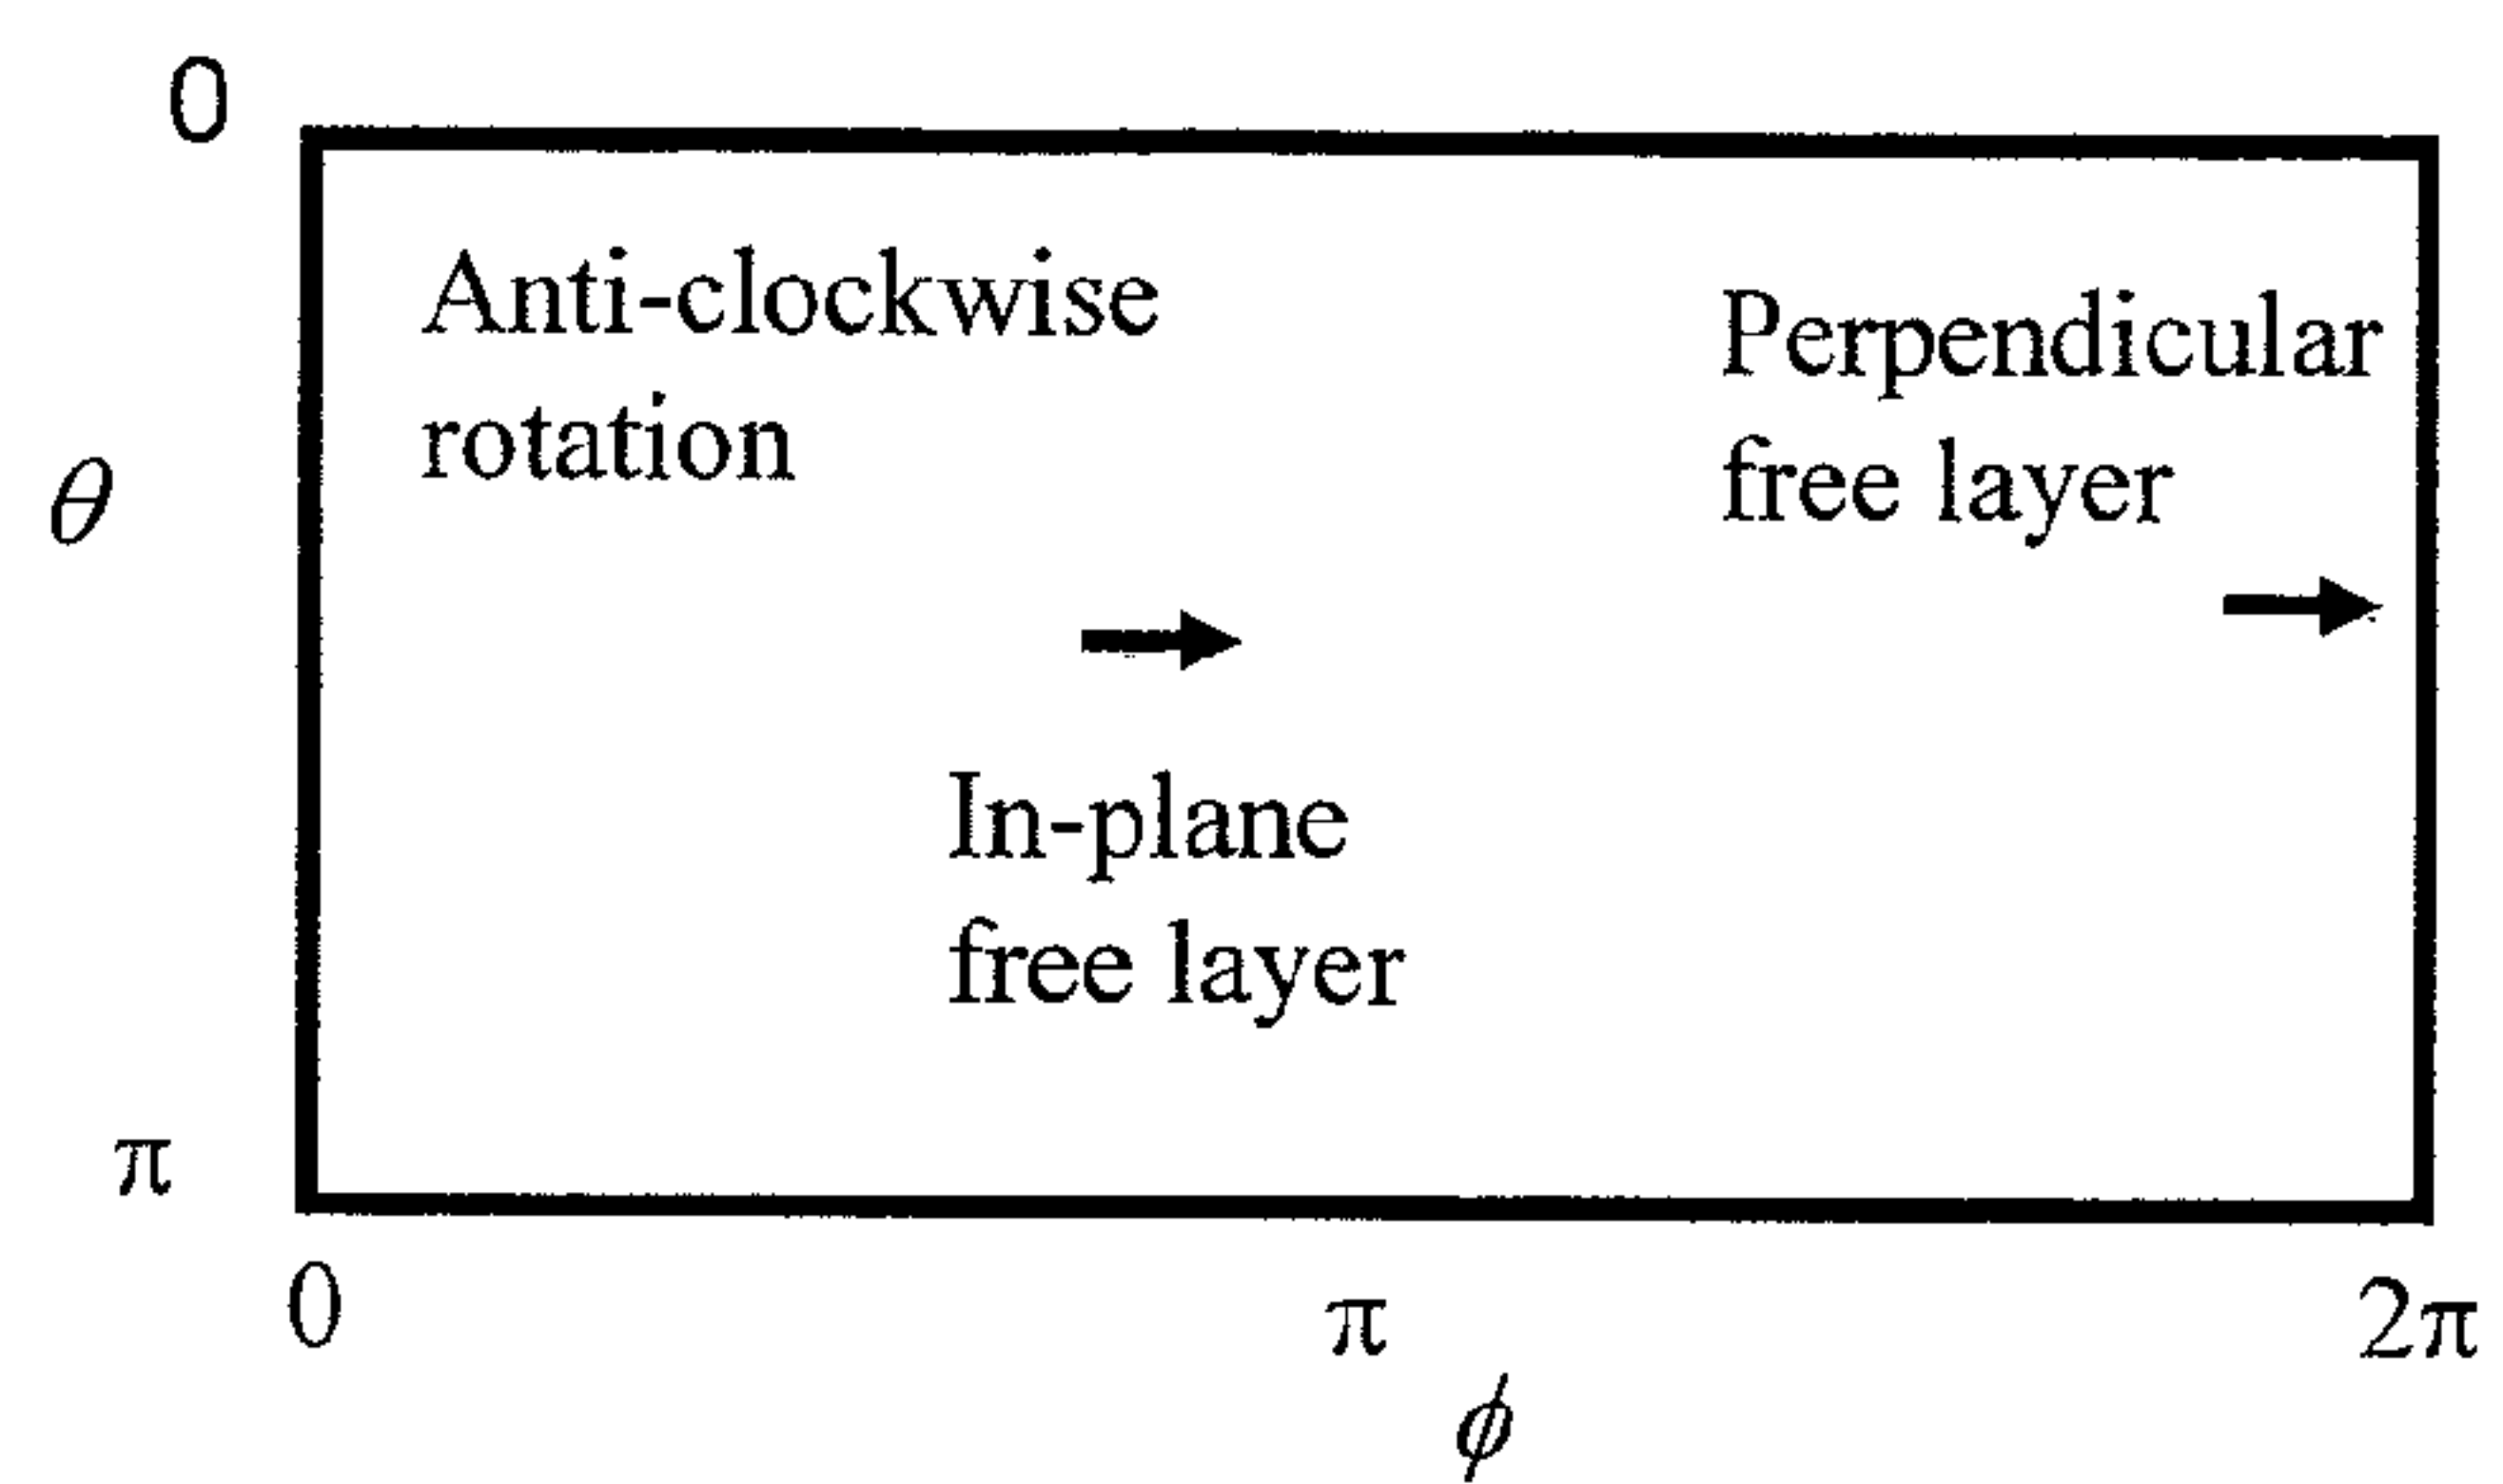 0
Anti-clockwise
rotation
Perpendicular
free layer
θ
In-plane
free layer
π
0
π
2π
ϕ